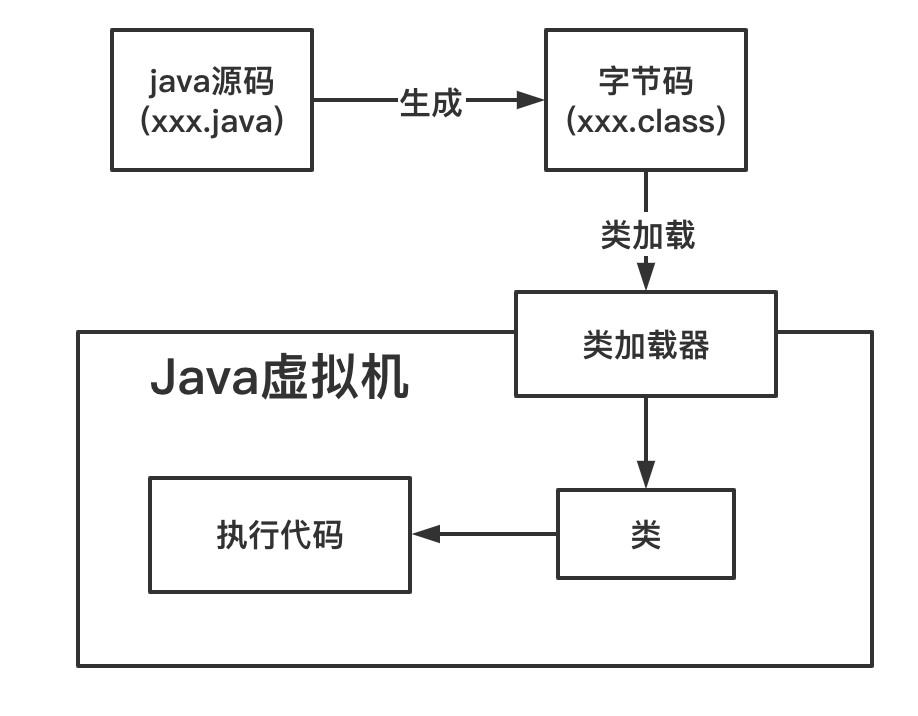 java源码
(xxx.java)
生成
字节码
(xxx.class)
类加载
类加载器
Java虚拟机
执行代码
类